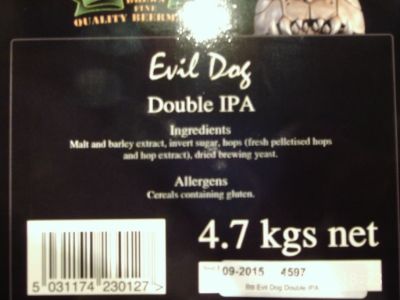 FINE
QUALITY BEERM
Evil Dog
Double IPA
Ingredients
Malt and barley extract, invert sugar, hops (fresh pelletised hops
and hop extract), dried brewing yeast.
Allergens
Cereals containing gluten.
4.7 kgs net
09-2015 4597
Bb Evil Dog Double IPA
5 031174 230127 >